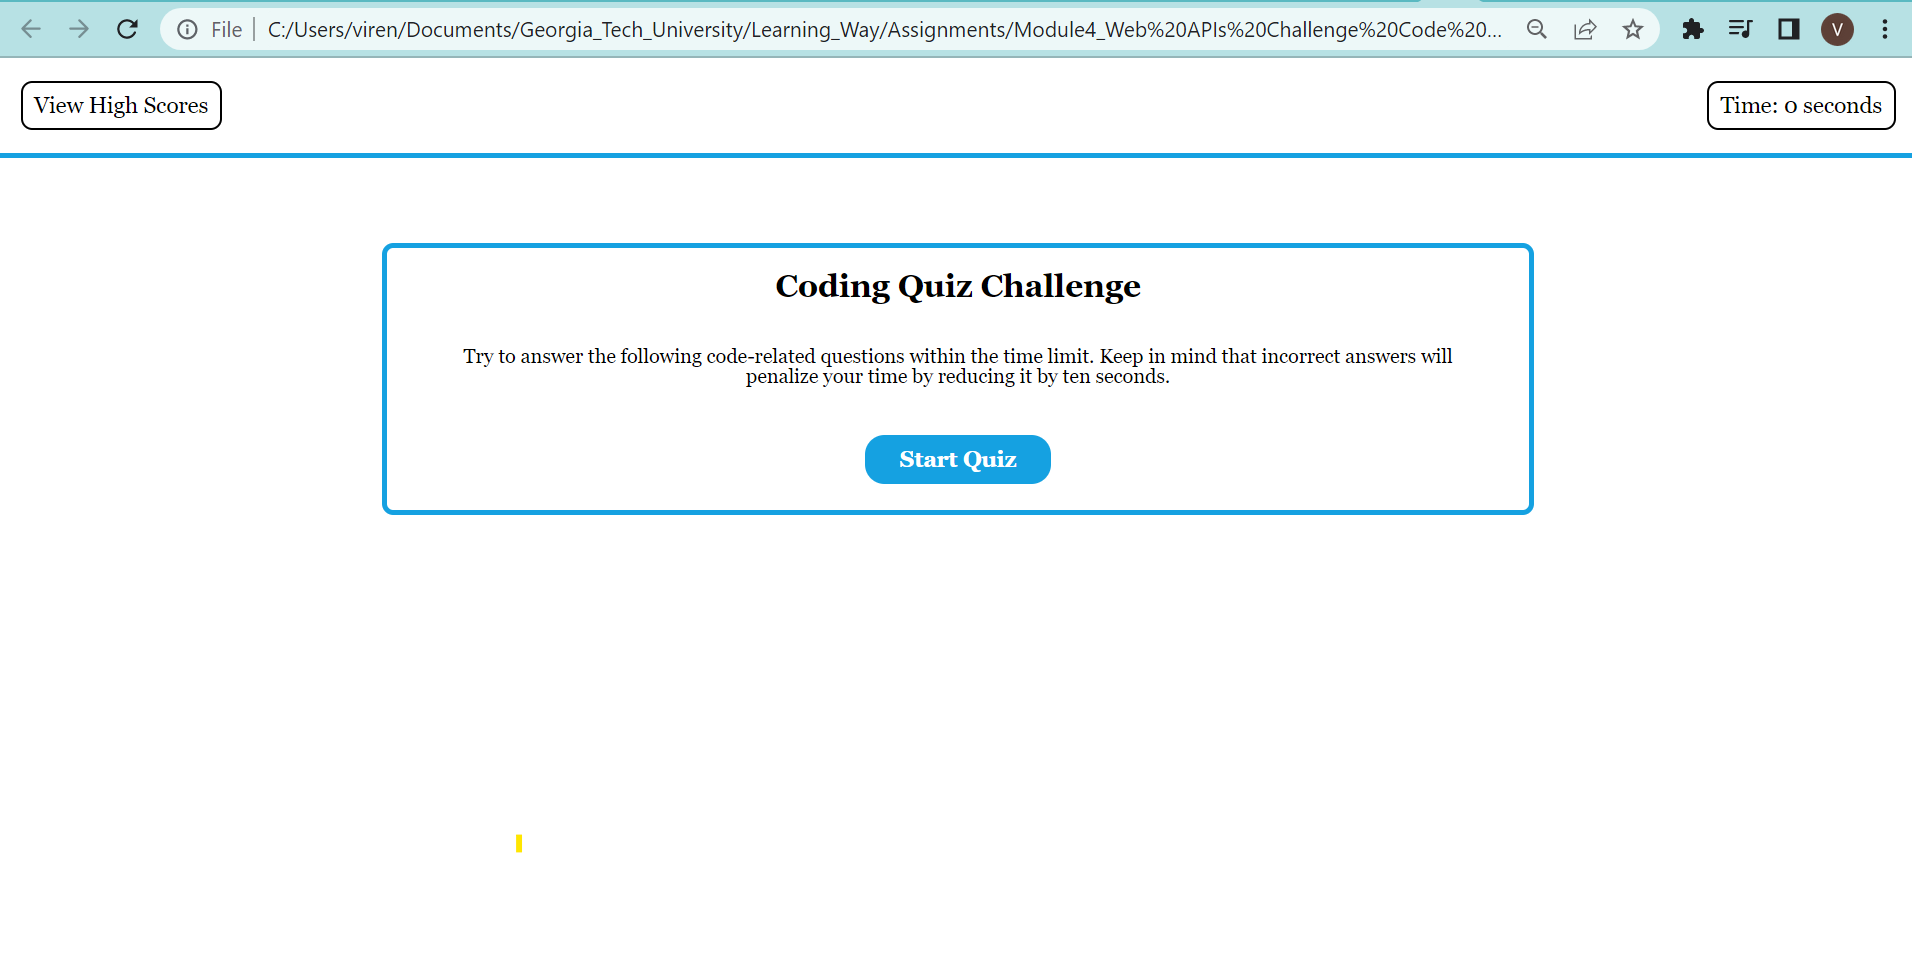 File C:/Users/viren/Documents/Georgia_Tech_University/Learning_Way/Assignments/Module4_Web%20APIs%20Challenge%20Code%20... V
View High Scores Time: 0 seconds
Coding Quiz Challenge
Try to answer the following code-related questions within the time limit. Keep in mind that incorrect answers will
penalize your time by reducing it by ten seconds.
Start Quiz